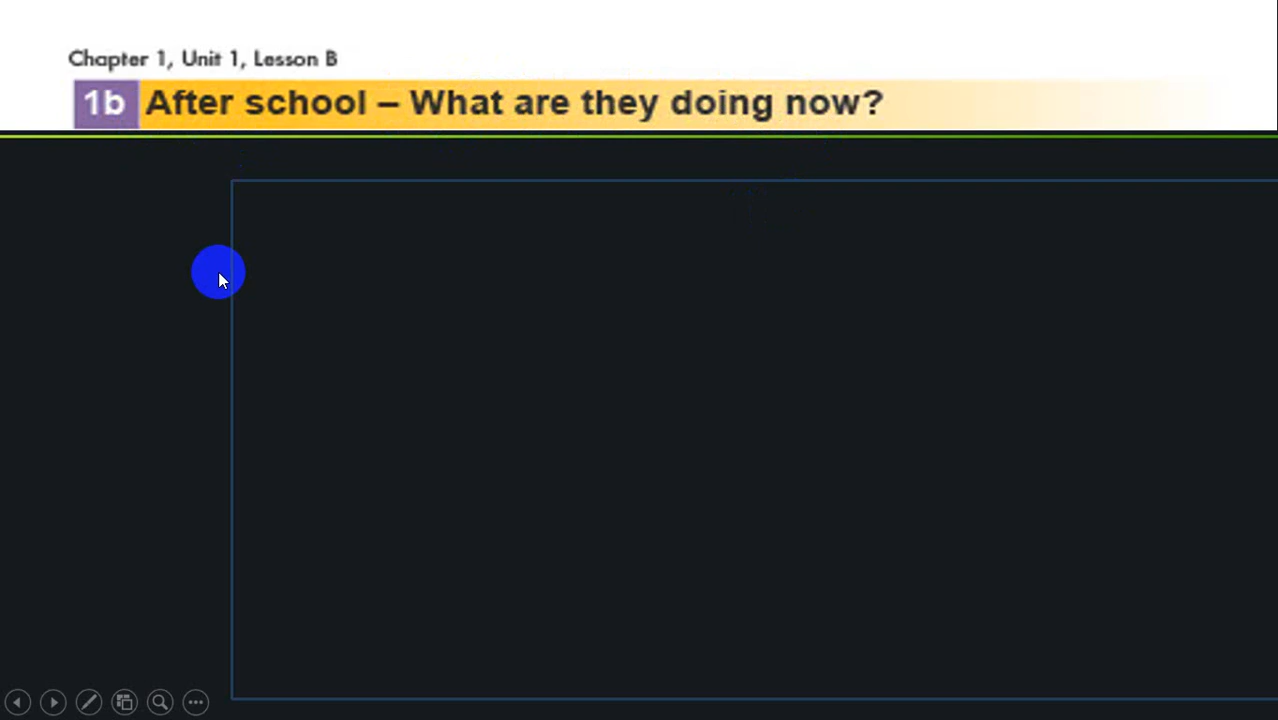 Chapter 1, Unit 1, Lesson B
1b After school – What are they doing now?